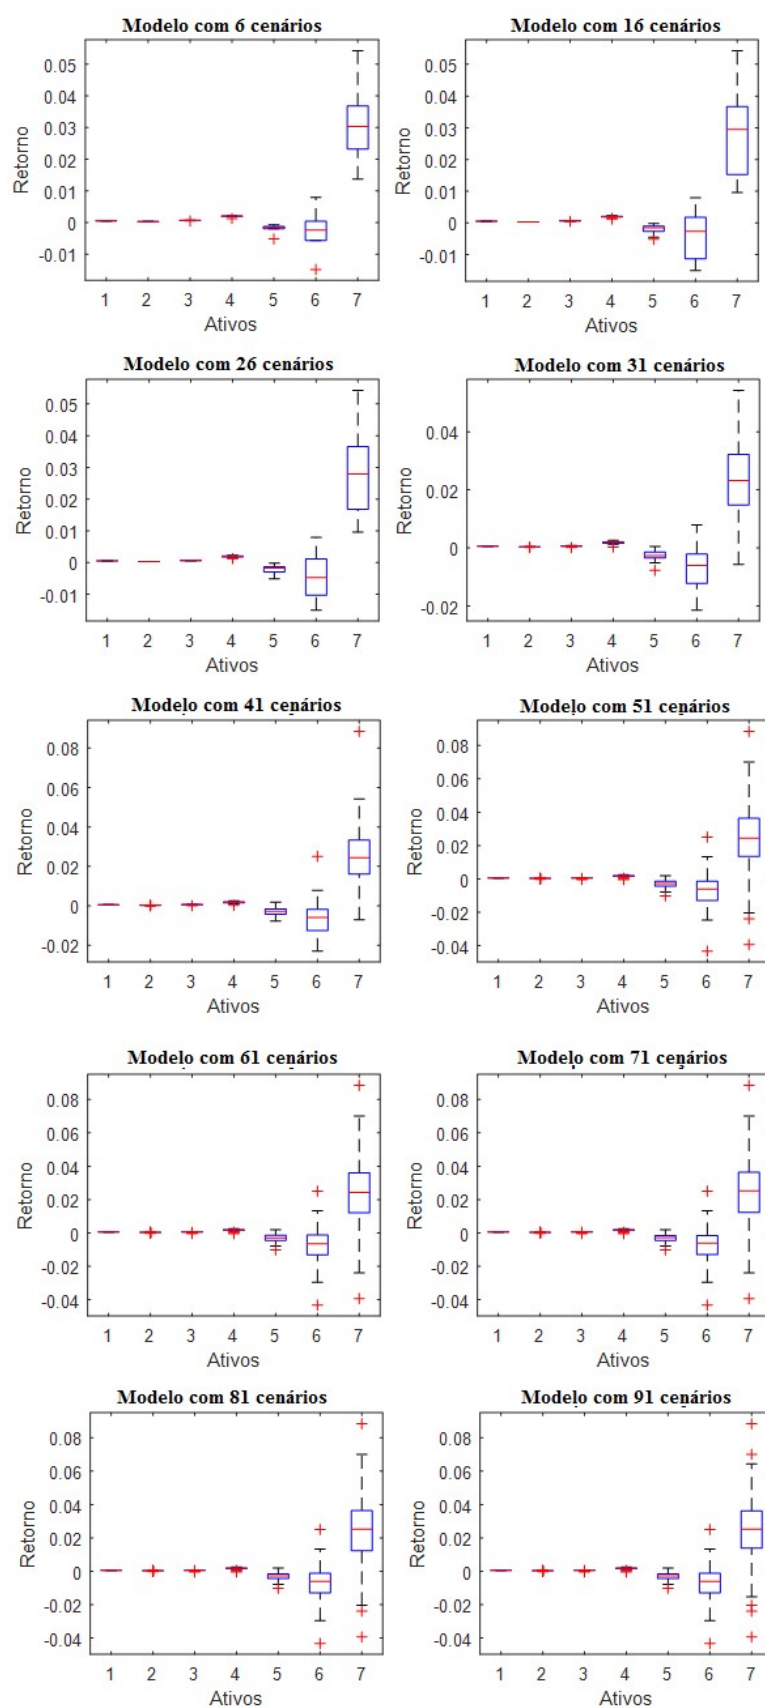 Modelo com 6 cenários
0.05
0.04
0.03
0.02
0.01
0
-0.01
Retorno
1 2 3 4 5 6 7
Ativos
Modelo com 16 cenários
0.05
0.04
0.03
0.02
0.01
0
-0.01
Retorno
1 2 3 4 5 6 7
Ativos
Modelo com 26 cenários
0.05
0.04
0.03
0.02
0.01
0
-0.01
Retorno
1 2 3 4 5 6 7
Ativos
Modelo com 31 cenários
0.04
0.02
0
-0.02
Retorno
1 2 3 4 5 6 7
Ativos
Modelo com 41 cenários
0.08
0.06
0.04
0.02
0
-0.02
Retorno
1 2 3 4 5 6 7
Ativos
Modelo com 51 cenários
0.08
0.06
0.04
0.02
0
-0.02
-0.04
Retorno
1 2 3 4 5 6 7
Ativos
Modelo com 61 cenários
0.08
0.06
0.04
0.02
0
-0.02
-0.04
Retorno
1 2 3 4 5 6 7
Ativos
Modelo com 71 cenários
0.08
0.06
0.04
0.02
0
-0.02
-0.04
Retorno
1 2 3 4 5 6 7
Ativos
Modelo com 81 cenários
0.08
0.06
0.04
0.02
0
-0.02
-0.04
Retorno
1 2 3 4 5 6 7
Ativos
Modelo com 91 cenários
0.08
0.06
0.04
0.02
0
-0.02
-0.04
Retorno
1 2 3 4 5 6 7
Ativos